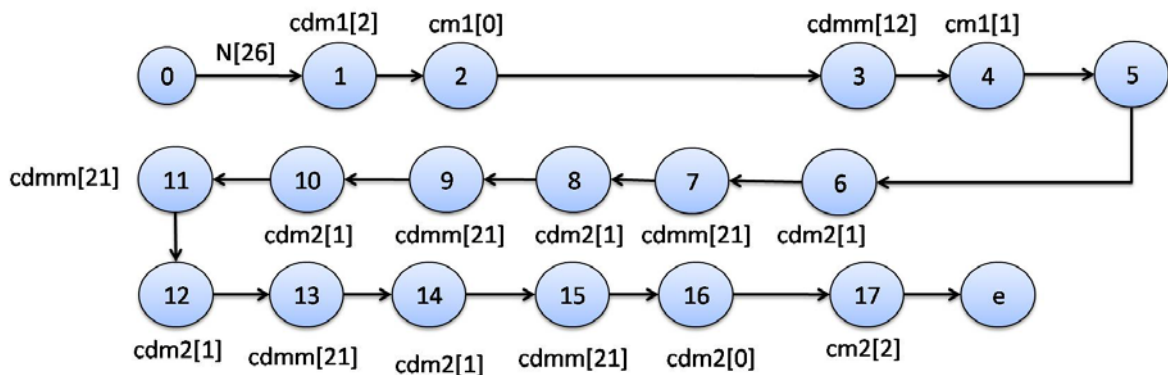 cdm1[2] cm1[0] cdmm[12] cm1[1]
N[26]
0 1 2 3 4 5
cdmm[21] 11 10 9 8 7 6
cdm2[1] cdmm[21] cdm2[1] cdmm[21] cdm2[1]
12 13 14 15 16 17 e
cdm2[1] cdmm[21] cdm2[1] cdmm[21] cdm2[0] cm2[2]